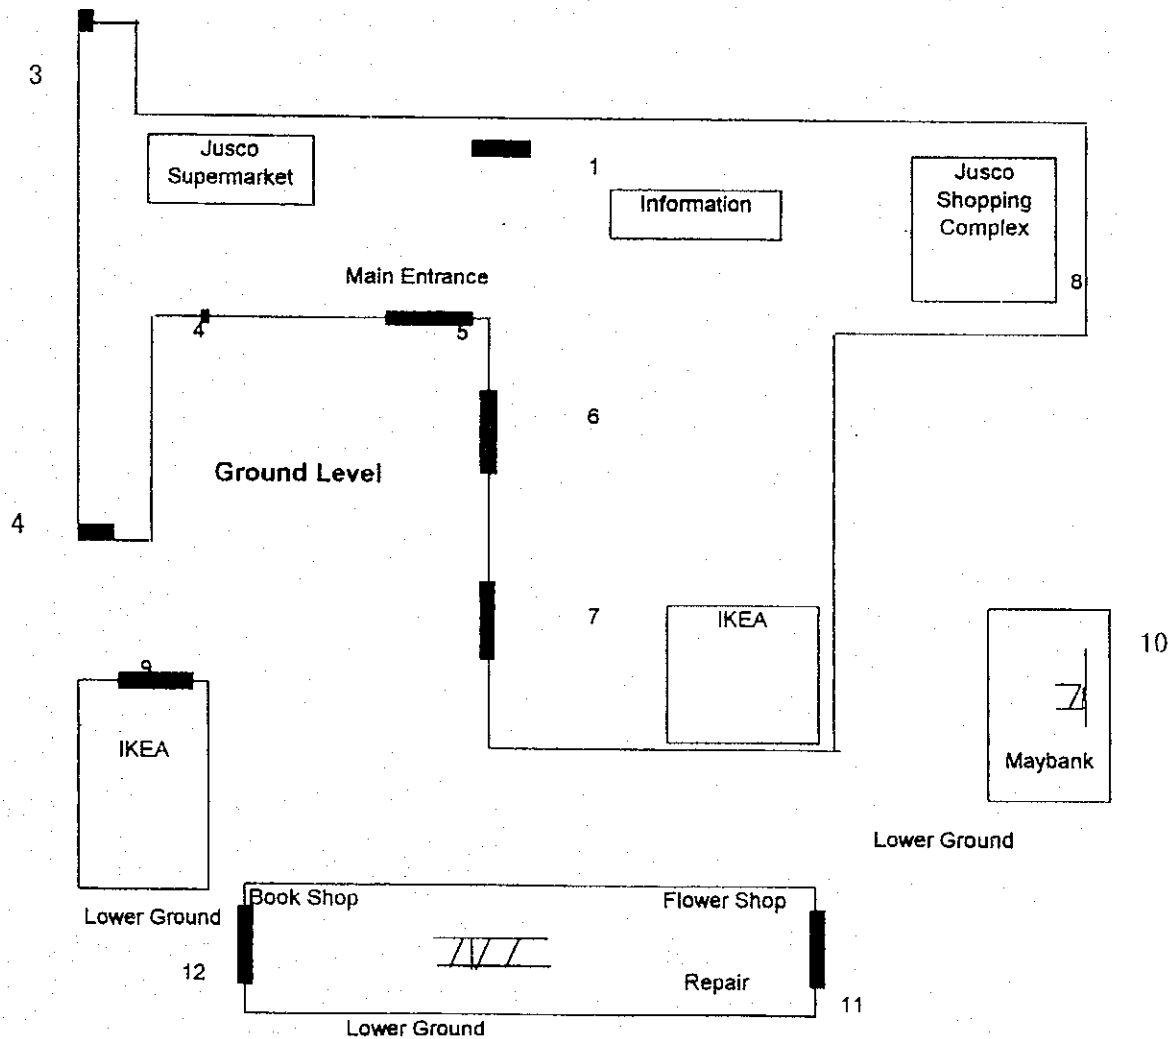 3
Jusco
Supermarket
1
Information
Jusco
Shopping
Complex
8
Main Entrance
4
5
6
Ground Level
4
7
IKEA
10
9
IKEA
Maybank
Lower Ground
Book Shop
Flower Shop
Lower Ground
12
Repair
11
Lower Ground